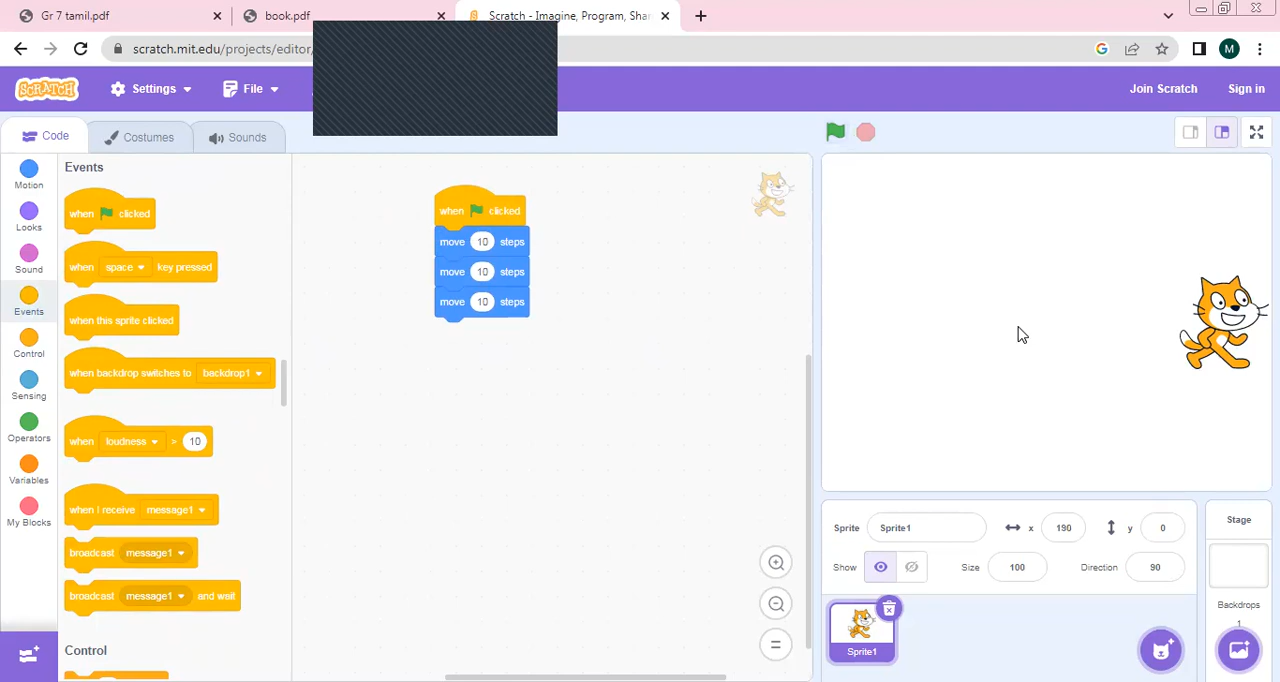 Gr 7 tamil.pdf
book.pdf
Scratch - Imagine, Program, Shar
scratch.mit.edu/projects/editor/
M
SCRATCH
Settings
File
Join Scratch
Sign in
Code
Costumes
Sounds
Motion
Looks
Sound
Events
Control
Sensing
Operators
Variables
My Blocks
Events
when clicked
when space key pressed
when this sprite clicked
when backdrop switches to backdrop1
when loudness > 10
when I receive message1
broadcast message1
broadcast message1 and wait
Control
when clicked
move 10 steps
move 10 steps
move 10 steps
Sprite Sprite1 x 190 y 0
Show Size 100 Direction 90
Sprite1
Stage
Backdrops
1